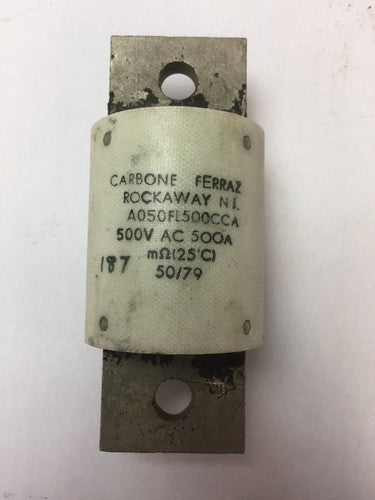 CARBONE FERRAZ
ROCKAWAY N.J.
A050FL500CCA
500V AC 500A
mΩ(25°C)
.187
50/79